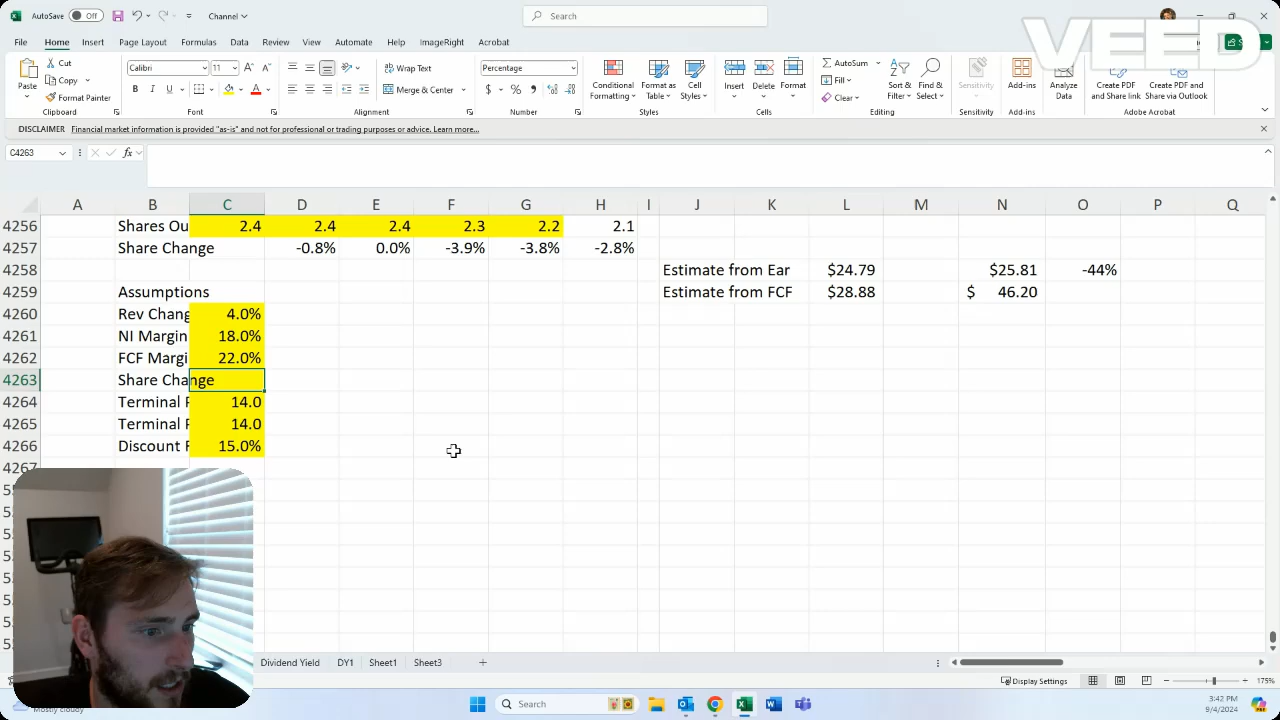 AutoSave Off Channel Search
VEED
File Home Insert Page Layout Formulas Data Review View Automate Help ImageRight Acrobat
Cut Calibri 11 Wrap Text Percentage AutoSum
Copy Fill
Paste Format Painter Merge & Center Conditional Formatting Format as Table Cell Styles Insert Delete Format Clear Sort & Filter Find & Select Sensitivity Add-ins Analyze Data Create PDF and Share link Create PDF and Share via Outlook
Clipboard Font Alignment Number Styles Cells Editing Sensitivity Add-ins Adobe Acrobat
DISCLAIMER Financial market information is provided "as-is" and not for professional or trading purposes or advice. Learn more...
C4263 fx
A B C D E F G H I J K L M N O P Q
4256 Shares Ou 2.4 2.4 2.4 2.3 2.2 2.1
4257 Share Change -0.8% 0.0% -3.9% -3.8% -2.8%
4258 Estimate from Ear $24.79 $25.81 -44%
4259 Assumptions Estimate from FCF $28.88 $ 46.20
4260 Rev Chang 4.0%
4261 NI Margin 18.0%
4262 FCF Margi 22.0%
4263 Share Change
4264 Terminal P 14.0
4265 Terminal P 14.0
4266 Discount R 15.0%
4267
Dividend Yield DY1 Sheet1 Sheet3
Display Settings 175%
Mostly cloudy Search 3:42 PM
9/4/2024